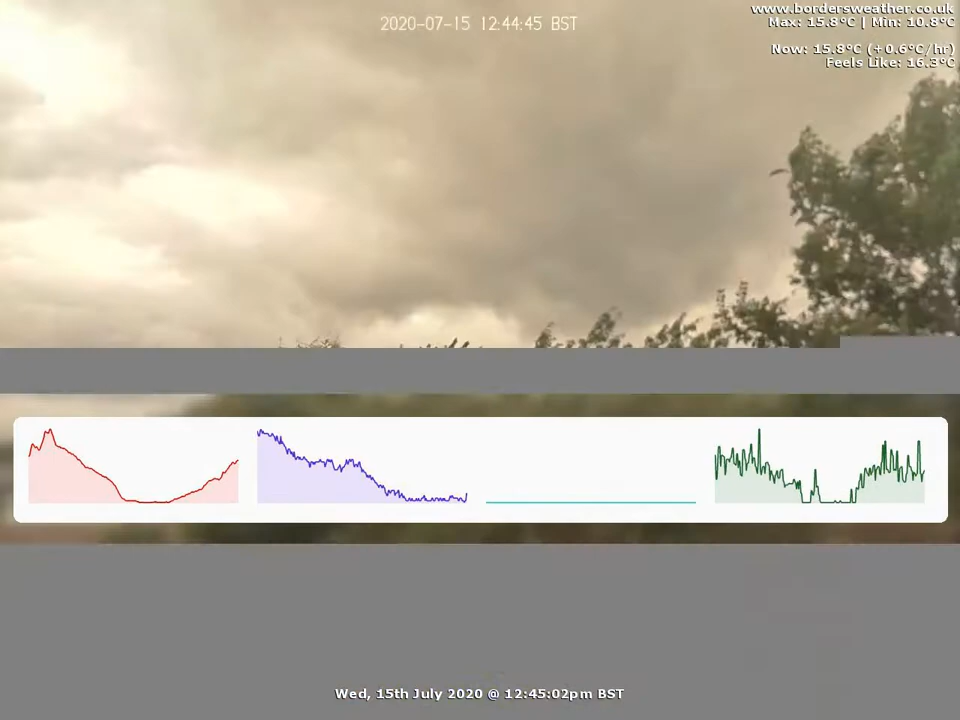 www.bordersweather.co.uk
2020-07-15 12:44:45 BST
Max: 15.8°C | Min: 10.8°C
Now: 15.8°C (+0.6°C/hr)
Feels Like: 16.3°C
Wed, 15th July 2020 @ 12:45:02pm BST